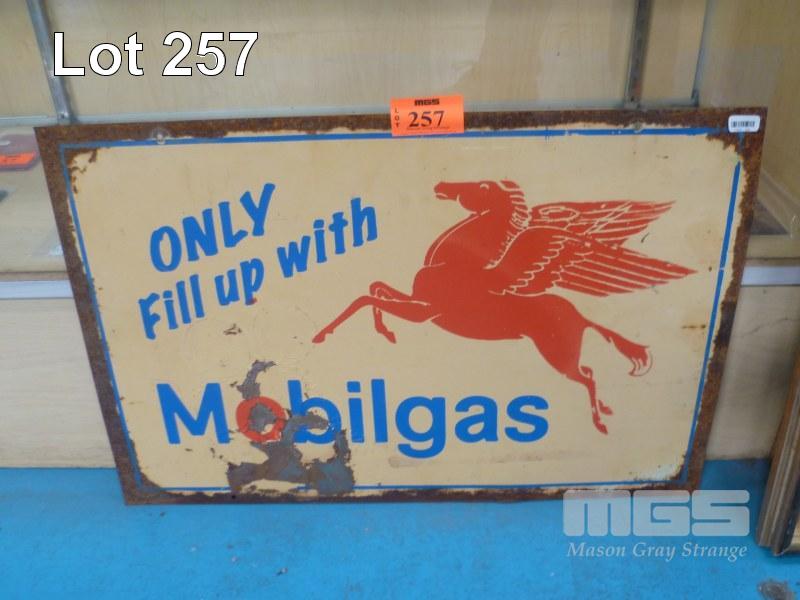 Lot 257
MGS
LOT 257
ONLY
Fill up with
Mobilgas
MGS
Mason Gray Strange